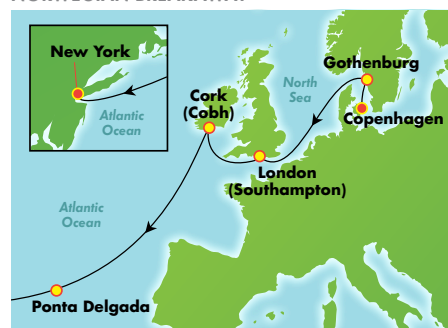 New York
Atlantic
Ocean
North
Sea
Gothenburg
Copenhagen
Cork
(Cobh)
London
(Southampton)
Atlantic
Ocean
Ponta Delgada